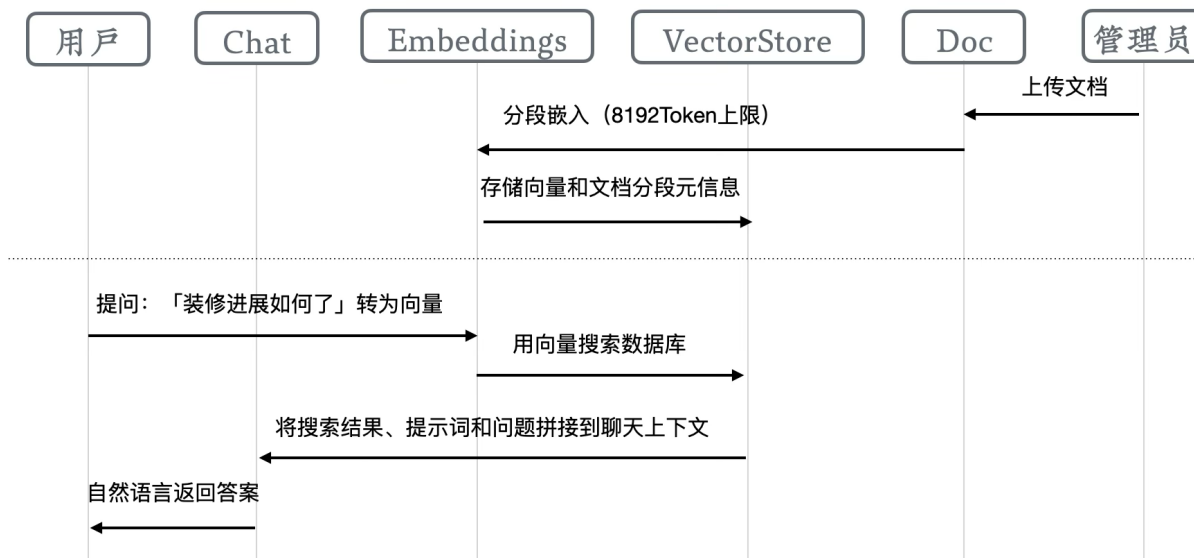 用戶
Chat
Embeddings
VectorStore
Doc
管理员
上传文档
分段嵌入（8192Token上限）
存储向量和文档分段元信息
提问：「装修进展如何了」转为向量
用向量搜索数据库
将搜索结果、提示词和问题拼接到聊天上下文
自然语言返回答案